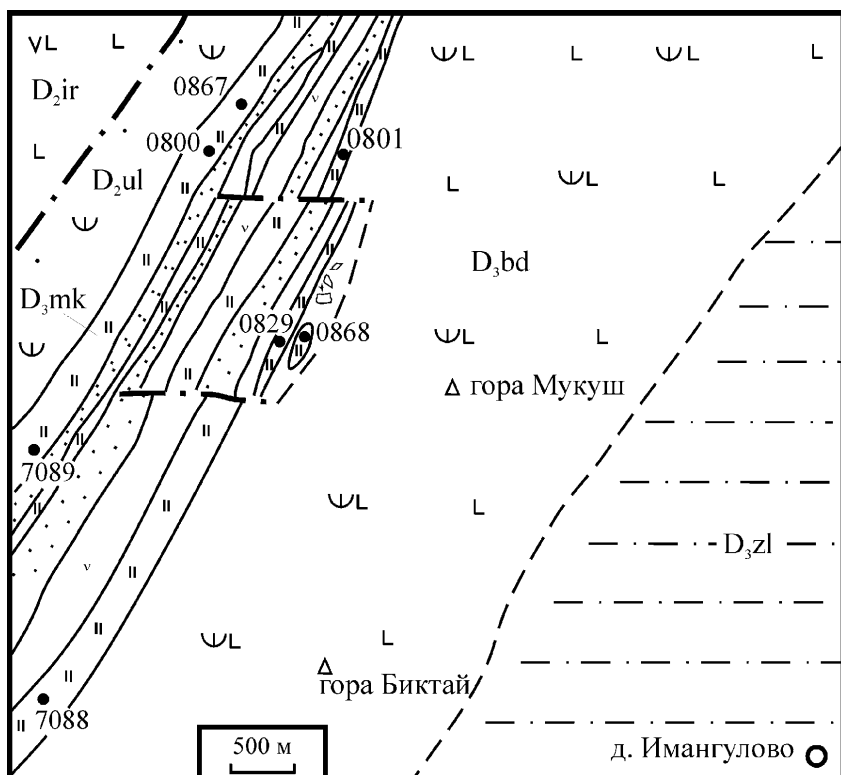 0867
D₂ir
0800
0801
D₂ul
D₃bd
D₃mk
0829
0868
гора Мукуш
7089
D₃zl
гора Биктай
7088
500 м
д. Имангулово